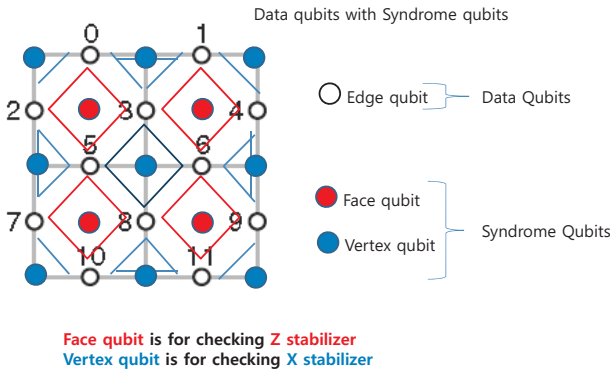 Data qubits with Syndrome qubits
0 1
2 3 4
5 6
7 8 9
10 11
Edge qubit
Data Qubits
Face qubit
Vertex qubit
Syndrome Qubits
Face qubit is for checking Z stabilizer
Vertex qubit is for checking X stabilizer